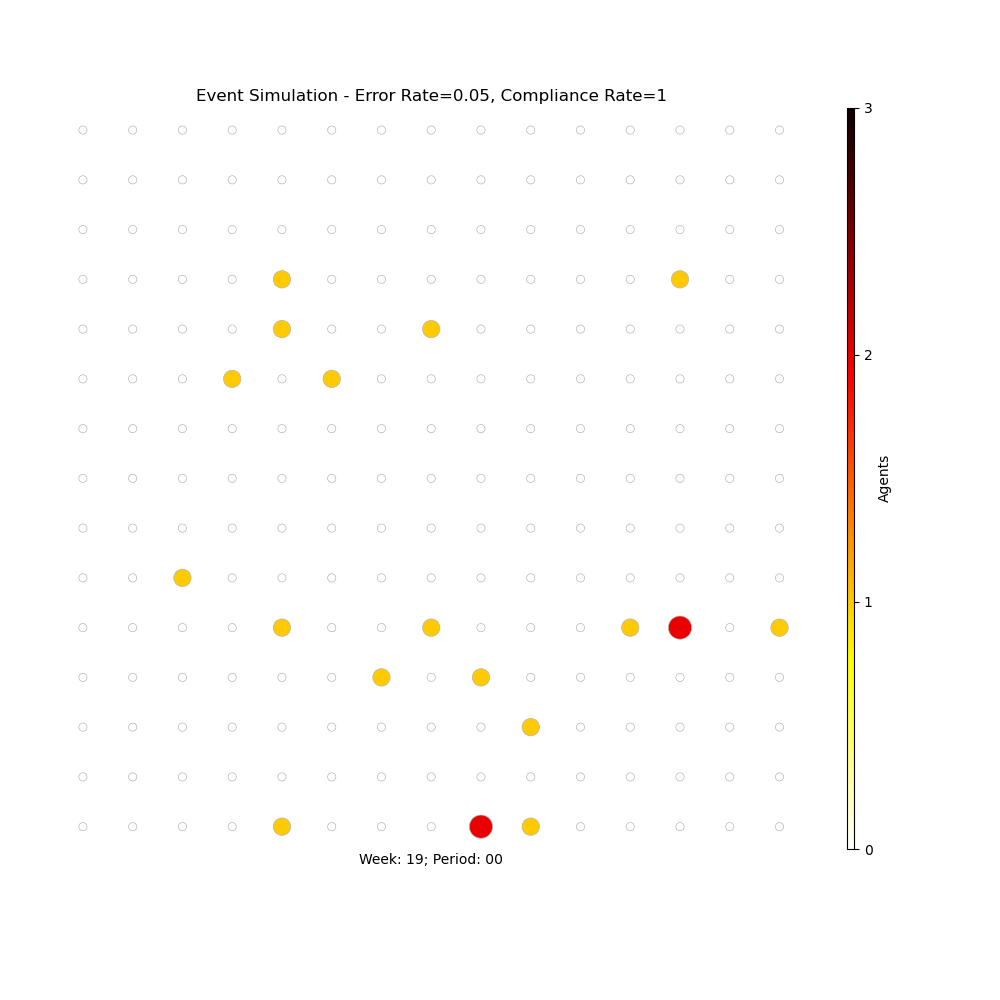 Event Simulation - Error Rate=0.05, Compliance Rate=1
3
2
Agents
1
0
Week: 19; Period: 00